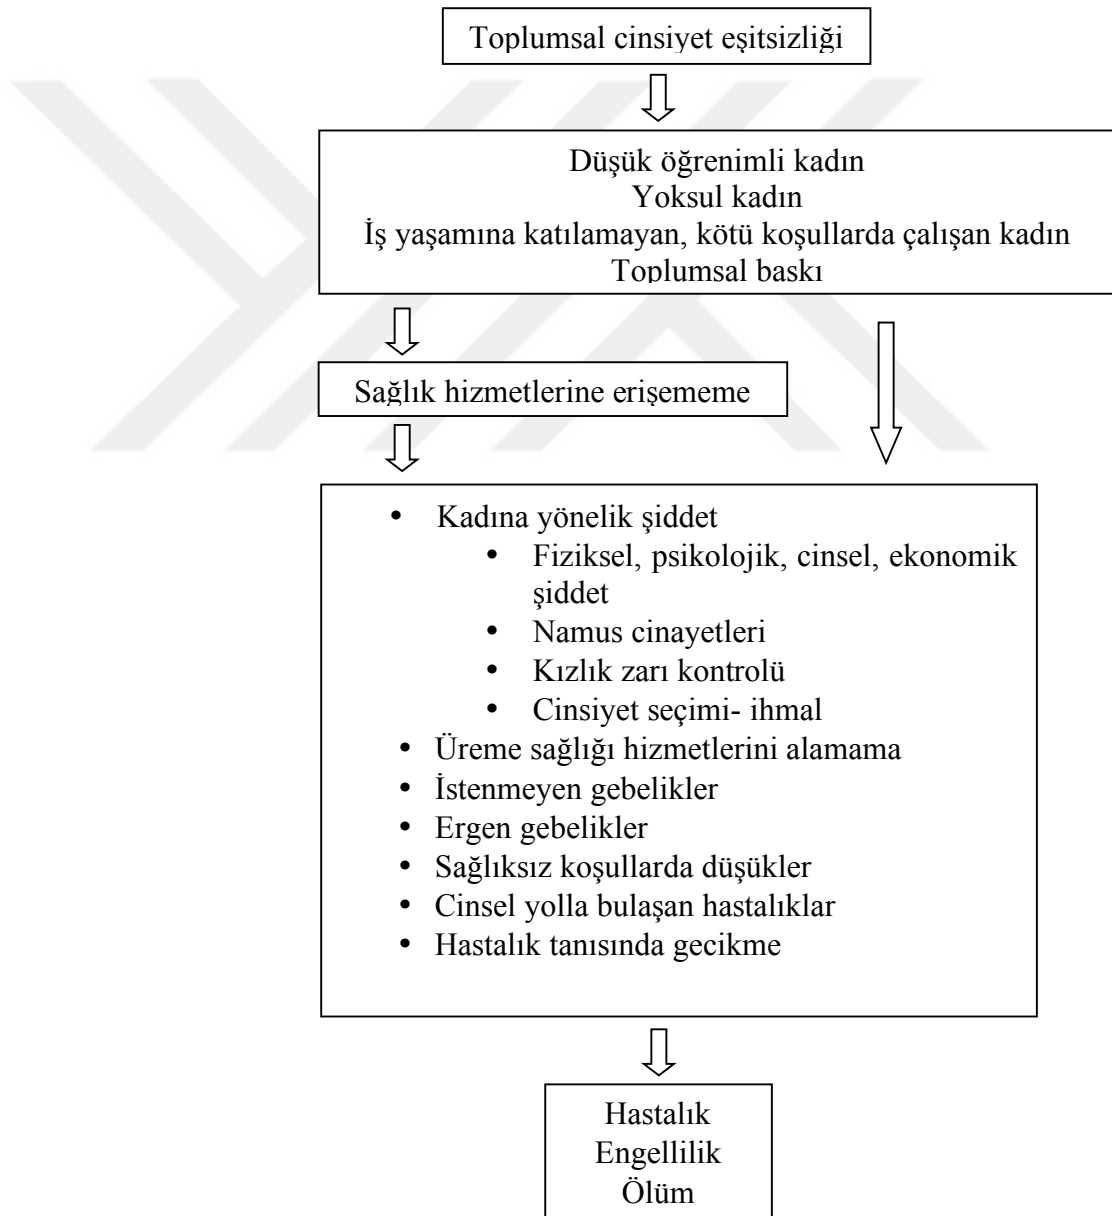 Toplumsal cinsiyet eşitsizliği
Düşük öğrenimli kadın
Yoksul kadın
İş yaşamına katılamayan, kötü koşullarda çalışan kadın
Toplumsal baskı
Sağlık hizmetlerine erişememe
• Kadına yönelik şiddet
• Fiziksel, psikolojik, cinsel, ekonomik
şiddet
• Namus cinayetleri
• Kızlık zarı kontrolü
• Cinsiyet seçimi- ihmal
• Üreme sağlığı hizmetlerini alamama
• İstenmeyen gebelikler
• Ergen gebelikler
• Sağlıksız koşullarda düşükler
• Cinsel yolla bulaşan hastalıklar
• Hastalık tanısında gecikme
Hastalık
Engellilik
Ölüm